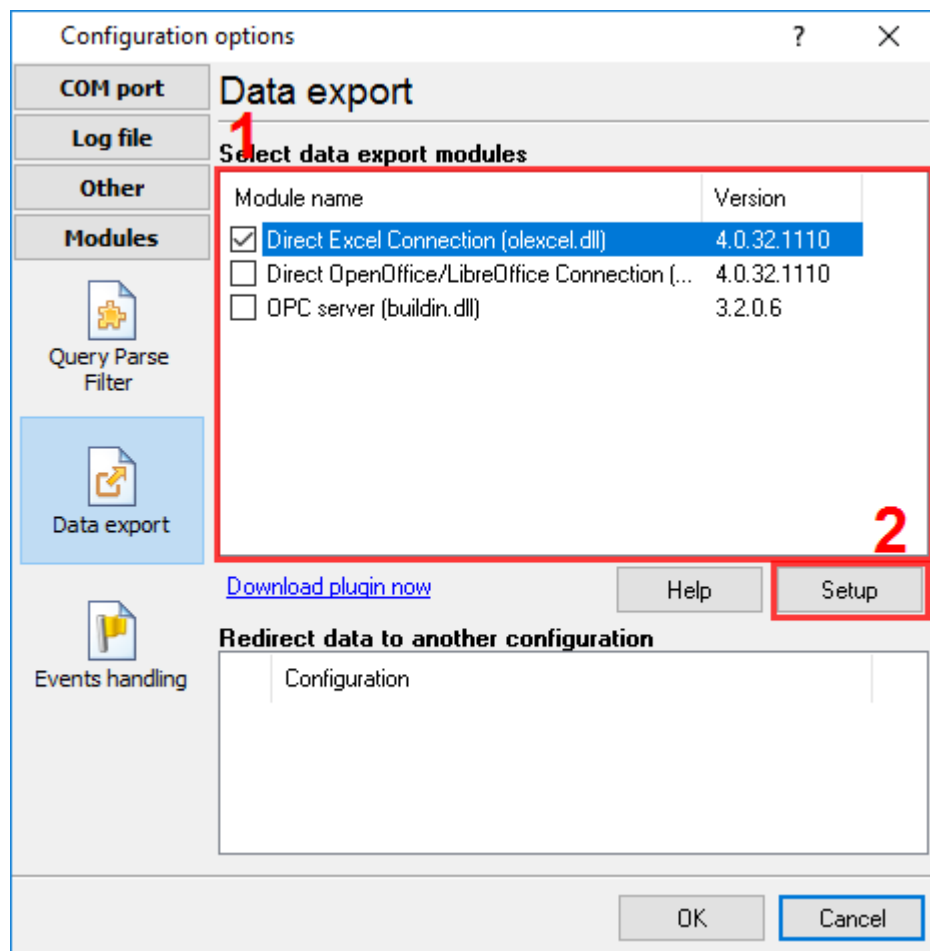 Configuration options
?
COM port
Log file
Other
Modules
Query Parse
Filter
Data export
Events handling
Data export
1
Select data export modules
Module name Version
Direct Excel Connection (olexcel.dll) 4.0.32.1110
Direct OpenOffice/LibreOffice Connection (... 4.0.32.1110
OPC server (buildin.dll) 3.2.0.6
2
Download plugin now Help Setup
Redirect data to another configuration
Configuration
OK Cancel